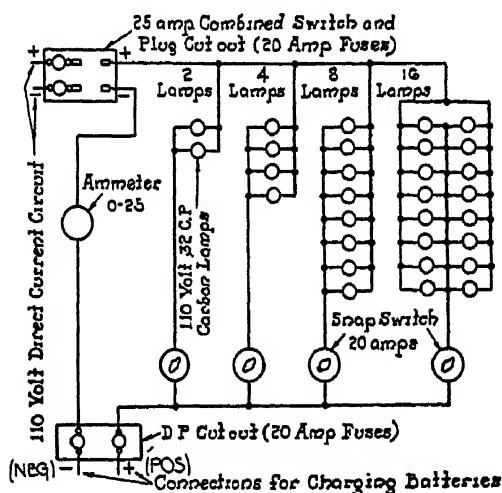 25 amp Combined Switch and
Plug Cut out (20 Amp Fuses)
+
+
-
2
Lamps
4
Lamps
8
Lamps
16
Lamps
Ammeter
0-25
110 Volt 32 C.P
Carbon Lamps
110 Volt Direct Current Circuit
Snap Switch
20 amps
D P Cut out (20 Amp Fuses)
(NEG) -
+ (POS)
Connections for Charging Batteries